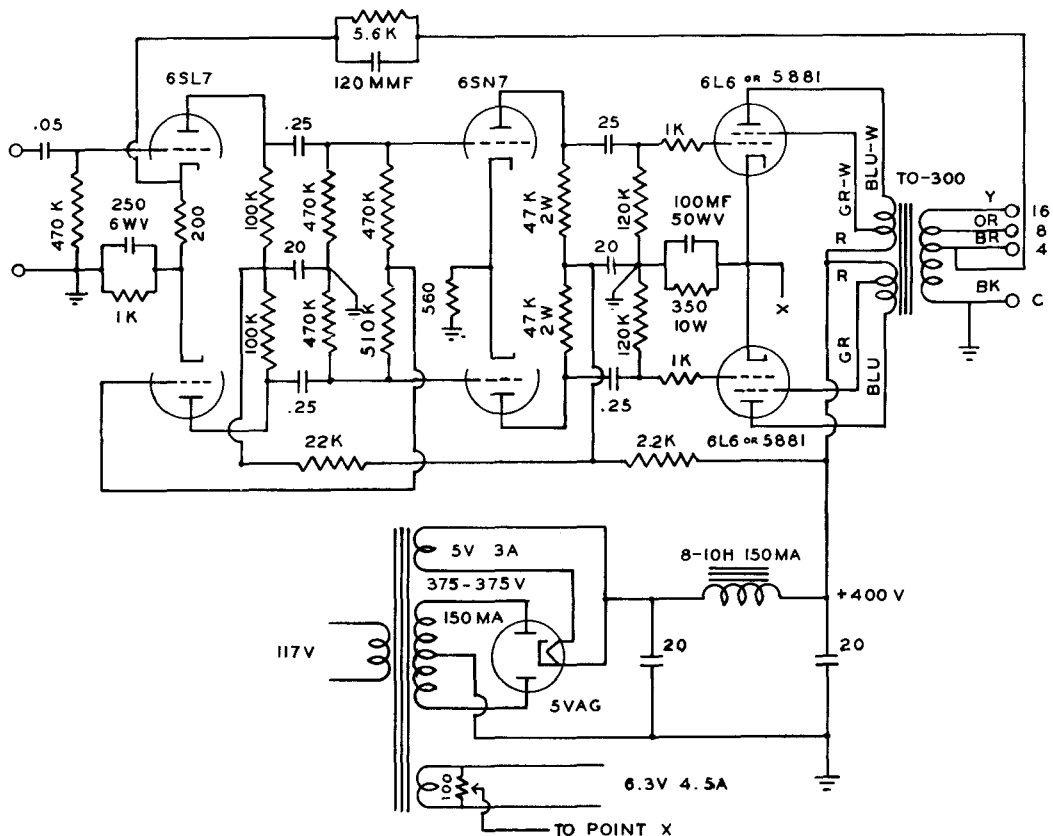 5.6K
120 MMF
6SL7
6SN7
6L6 OR 5881
.05
.25
25
1K
BLU-W
GR-W
TO-300
470 K
250
6WV
200
100K
470K
470K
47 K
2W
120K
100MF
50WV
R
Y
16
OR
8
BR
4
20
20
1K
560
350
10W
X
R
BK
C
100K
470K
510K
47K
2W
120K
1K
GR
BLU
.25
.25
22K
2.2K
6L6 OR 5881
5V 3A
375-375V
150 MA
8-10H 150MA
+400 V
117V
20
20
5VAG
100
6.3V 4.5A
TO POINT X